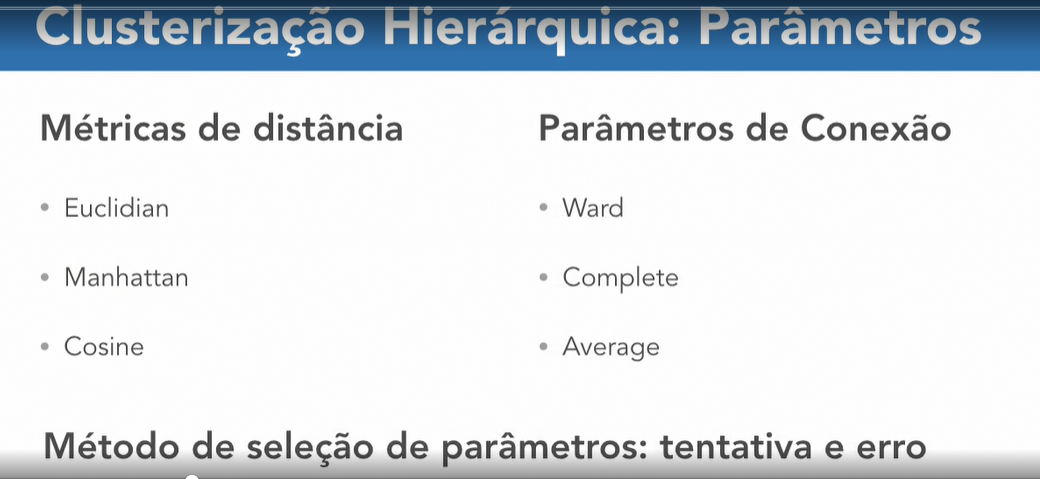 Clusterização Hierárquica: Parâmetros
Métricas de distância
• Euclidian
• Manhattan
• Cosine
Parâmetros de Conexão
• Ward
• Complete
• Average
Método de seleção de parâmetros: tentativa e erro